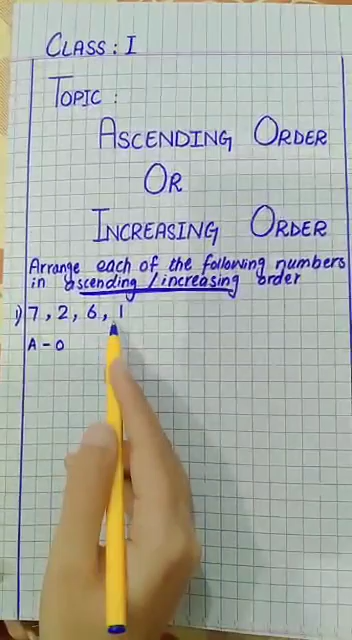 CLASS : I
TOPIC :
ASCENDING ORDER
OR
INCREASING ORDER
Arrange each of the following numbers
in ascending / increasing order
1) 7 , 2 , 6 , 1
A - O